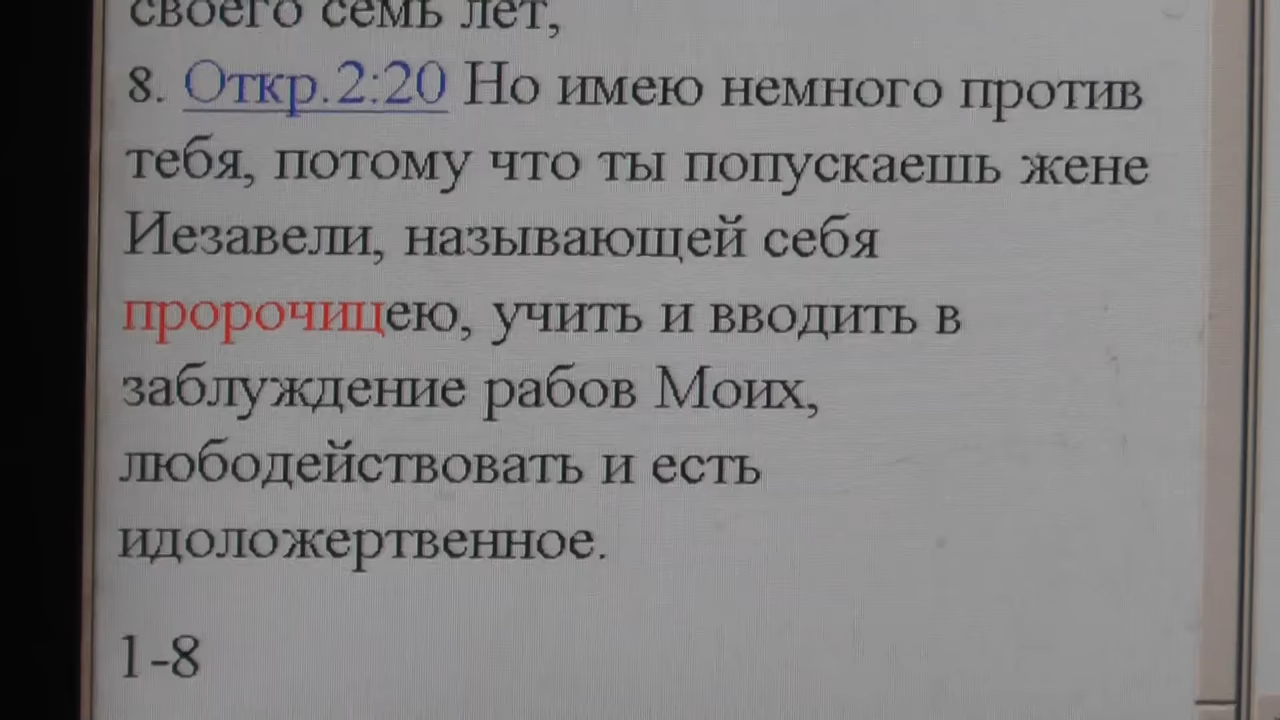 своего семь лет,
8. Откр.2:20 Но имею немного против
тебя, потому что ты попускаешь жене
Иезавели, называющей себя
пророчицею, учить и вводить в
заблуждение рабов Моих,
любодействовать и есть
идоложертвенное.
1-8